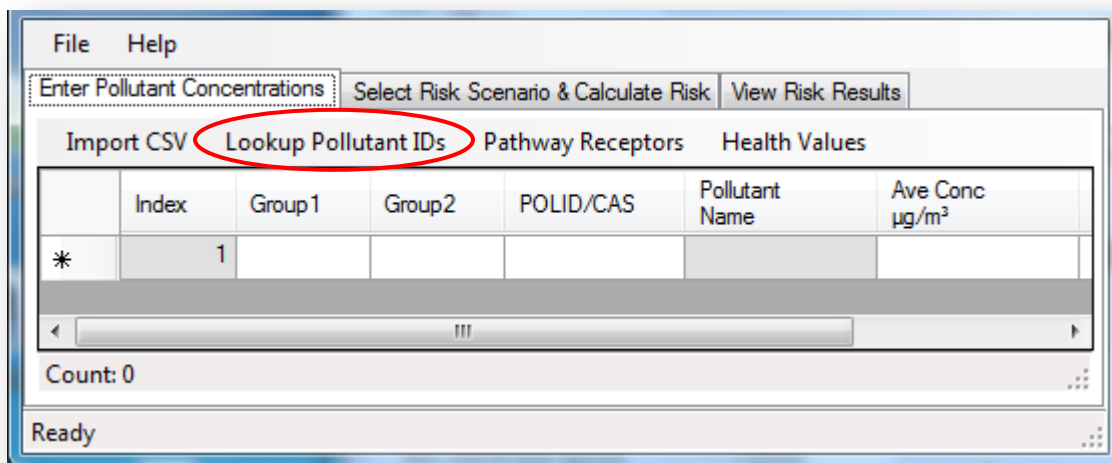 File Help
Enter Pollutant Concentrations Select Risk Scenario & Calculate Risk View Risk Results
Import CSV Lookup Pollutant IDs Pathway Receptors Health Values
Index Group1 Group2 POLID/CAS Pollutant Name Ave Conc µg/m³
1
Count: 0
Ready